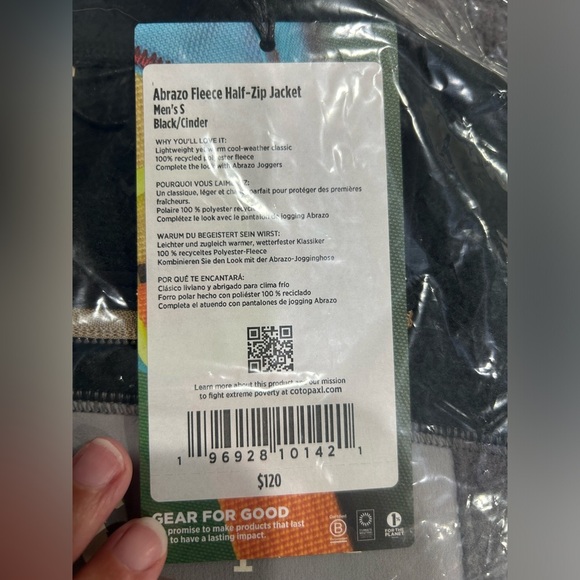 Abrazo Fleece Half-Zip Jacket
Men's S
Black/Cinder
WHY YOU'LL LOVE IT:
Lightweight yet warm cool-weather classic
100% recycled polyester fleece
Complete the look with Abrazo Joggers
POURQUOI VOUS L'AIMEREZ:
Un classique, léger et chaud, parfait pour protéger des premières
fraîcheurs.
Polaire 100 % polyester recyclé
Complétez le look avec le pantalon de jogging Abrazo
WARUM DU BEGEISTERT SEIN WIRST:
Leichter und zugleich warmer, wetterfester Klassiker
100 % recyceltes Polyester-Fleece
Kombinieren Sie den Look mit der Abrazo-Jogginghose
POR QUÉ TE ENCANTARÁ:
Clásico liviano y abrigado para clima frío
Forro polar hecho con poliéster 100 % reciclado
Completa el atuendo con pantalones de jogging Abrazo
Learn more about this product and our mission
to fight extreme poverty at cotopaxi.com
1 96928 10142 1
$120
GEAR FOR GOOD
promise to make products that last
to have a lasting impact.
Certified
B
Corporation
1%
FOR THE
PLANET